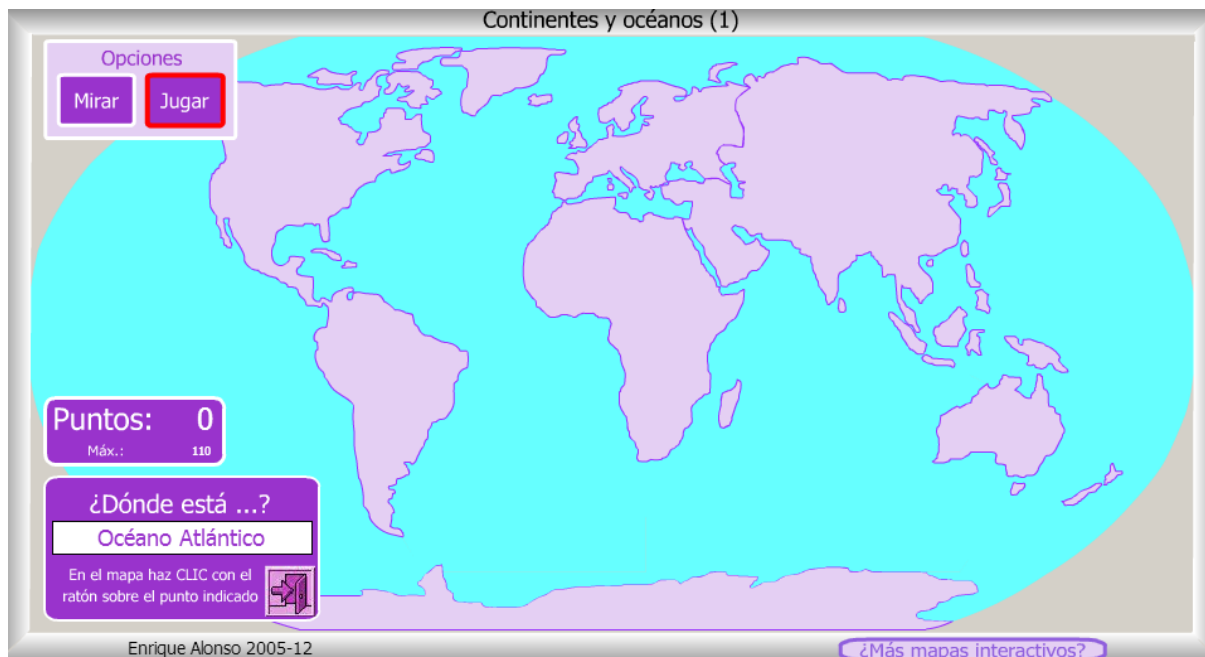 Continentes y océanos (1)
Opciones
Mirar
Jugar
Puntos: 0
Máx.: 110
¿Dónde está ...?
Océano Atlántico
En el mapa haz CLIC con el
ratón sobre el punto indicado
Enrique Alonso 2005-12
¿Más mapas interactivos?